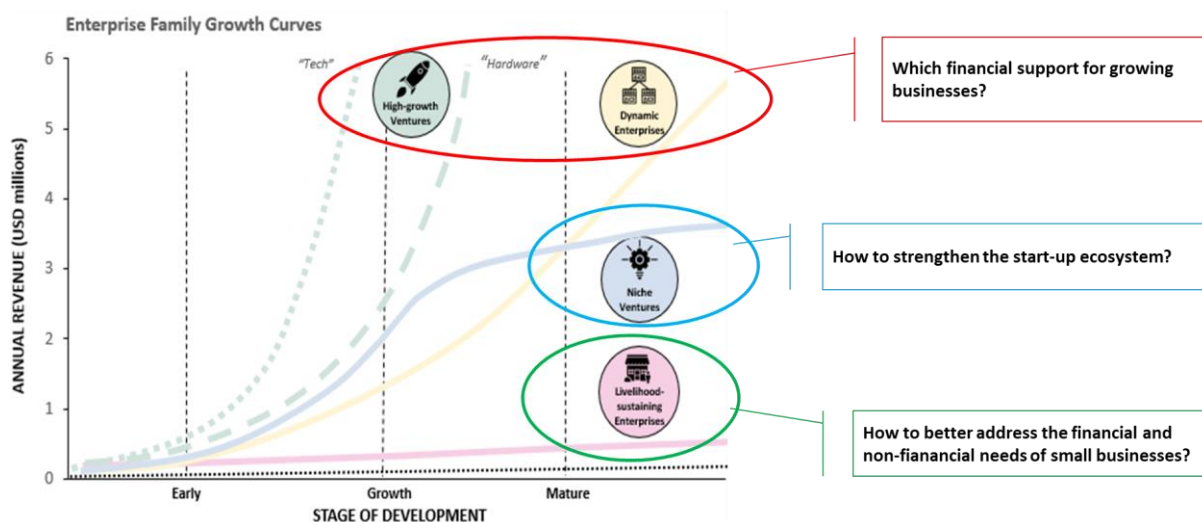 Enterprise Family Growth Curves
6
5
4
3
2
1
0
ANNUAL REVENUE (USD millions)
"Tech"
"Hardware"
High-growth
Ventures
Dynamic
Enterprises
Niche
Ventures
Livelihood-
sustaining
Enterprises
Early
Growth
Mature
STAGE OF DEVELOPMENT
Which financial support for growing
businesses?
How to strengthen the start-up ecosystem?
How to better address the financial and
non-fianancial needs of small businesses?